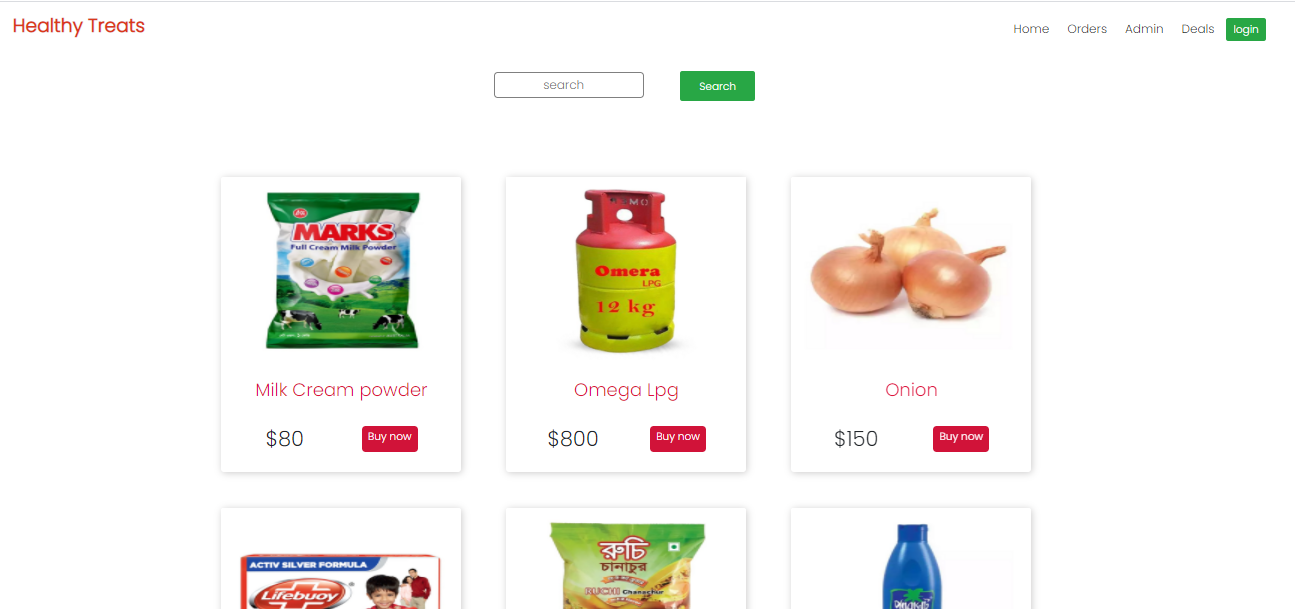 Healthy Treats
Home Orders Admin Deals login
search Search
MARKS
Full Cream Milk Powder
Omera
LPG
12 kg
Milk Cream powder
Omega Lpg
Onion
$80 Buy now
$800 Buy now
$150 Buy now
ACTIV SILVER FORMULA
Lifebuoy
রুচি
চানাচুর
RUCHI Chanachur